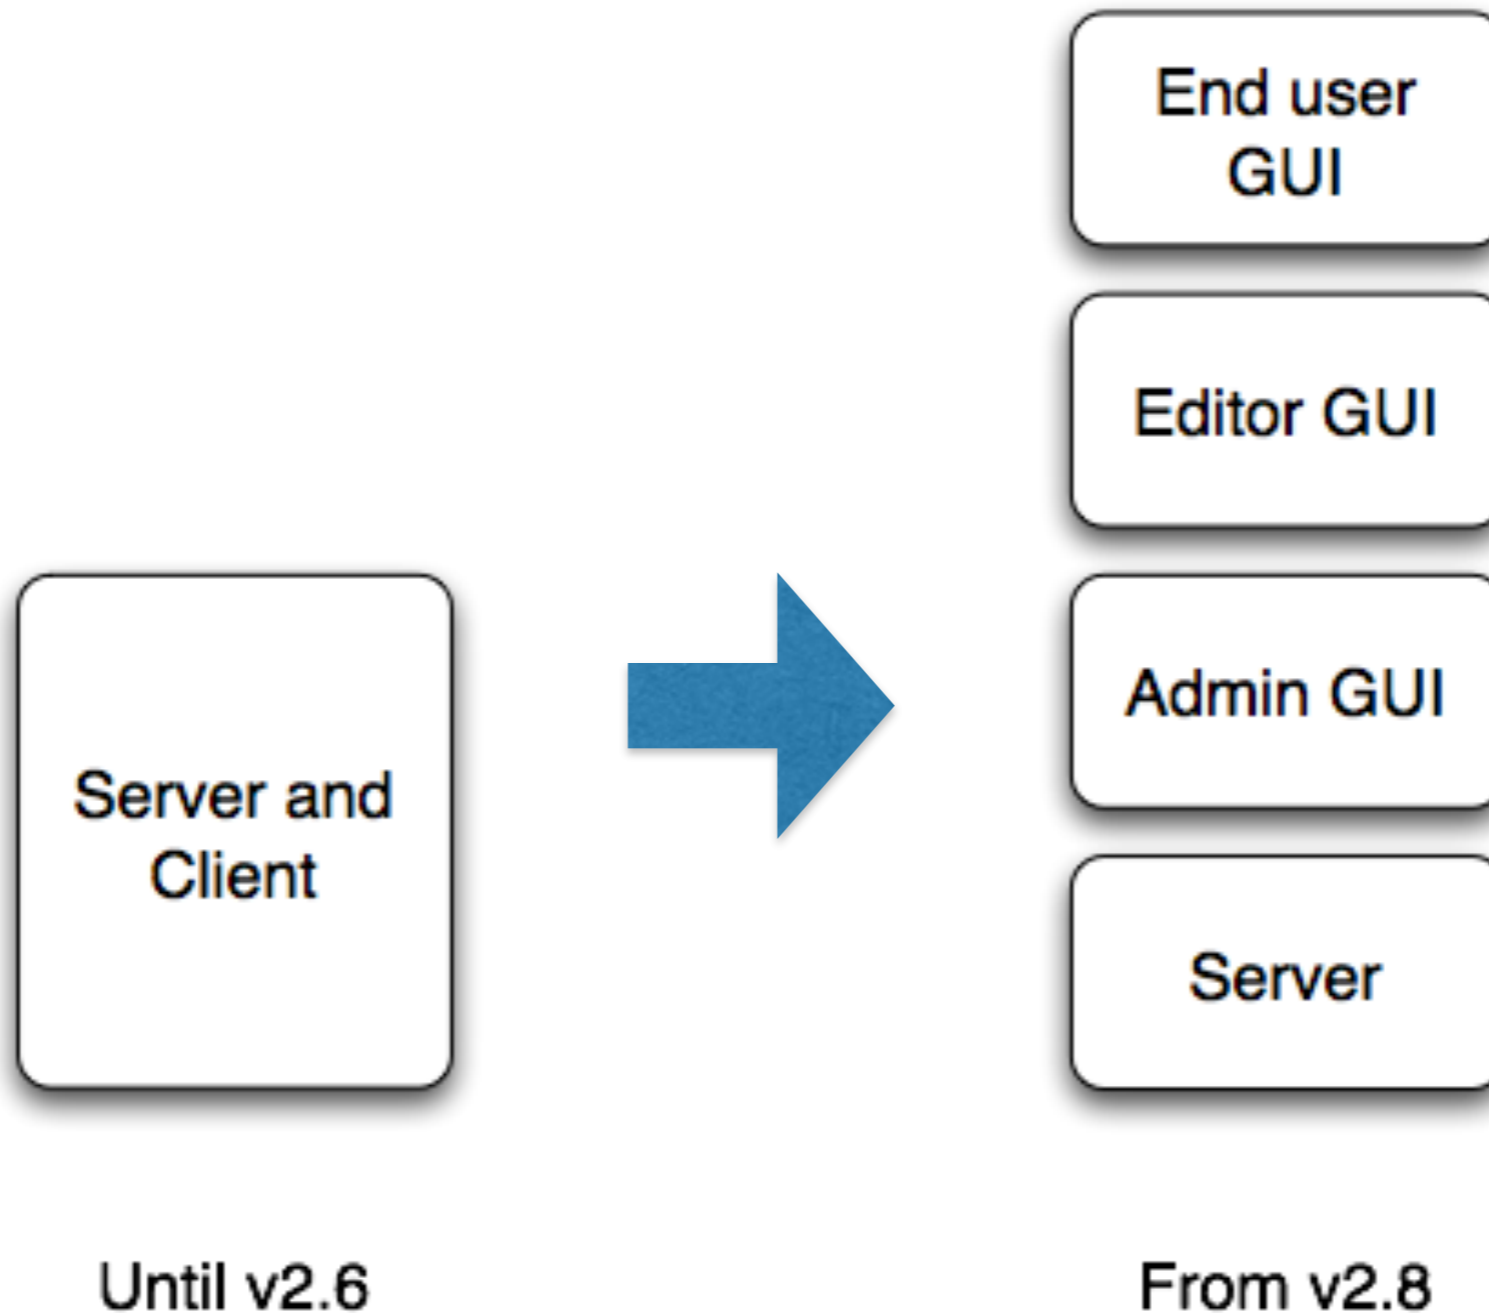 Server and
Client
Until v2.6
End user
GUI
Editor GUI
Admin GUI
Server
From v2.8